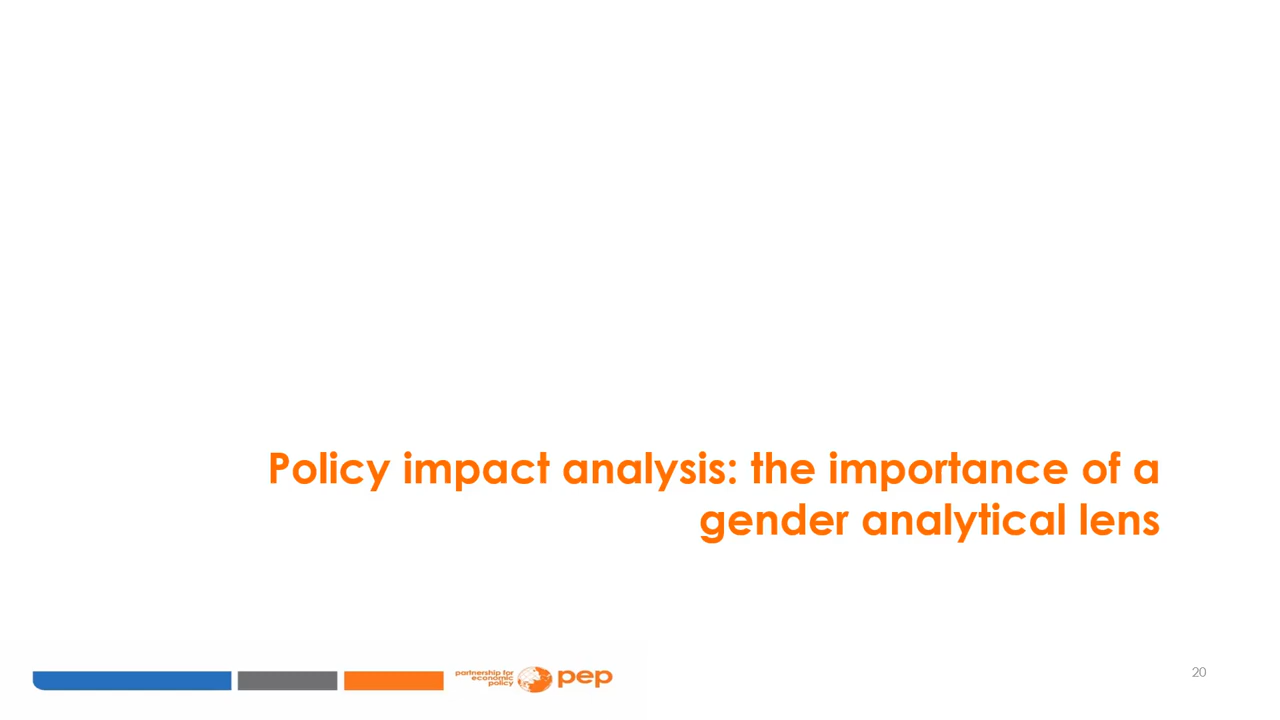 Policy impact analysis: the importance of a
gender analytical lens
partnership for
economic
policy
pep
20